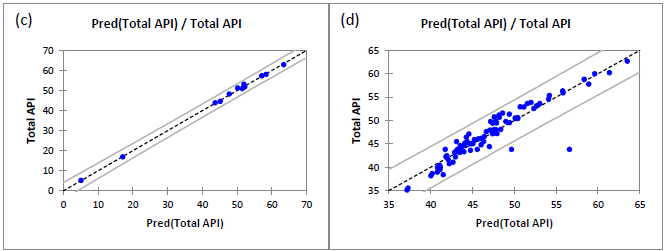 (c)
Pred(Total API) / Total API
70
60
50
40
30
20
10
0
0 10 20 30 40 50 60 70
Total API
Pred(Total API)
(d)
Pred(Total API) / Total API
65
60
55
50
45
40
35
35 40 45 50 55 60 65
Total API
Pred(Total API)